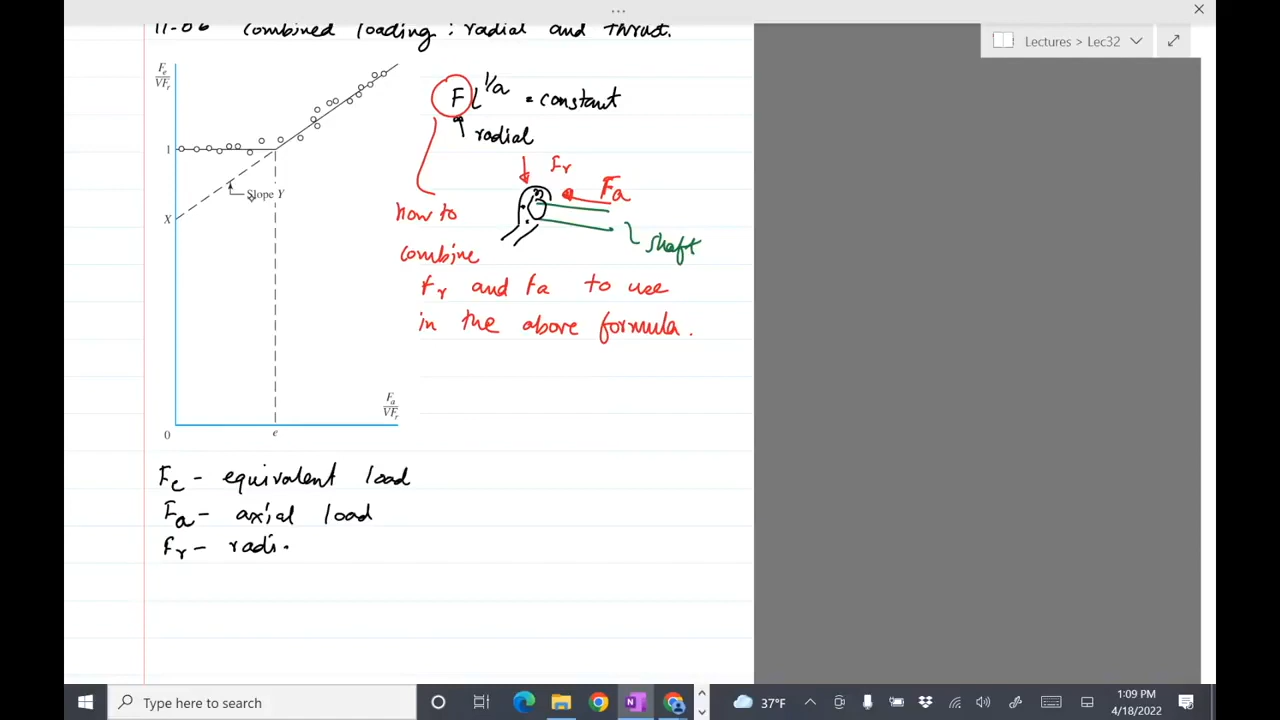 Lectures > Lec32
11-06 Combined loading: radial and thrust.
Fe
VFr
1
Slope Y
X
Fa
VFr
0
e
F L^1/a = constant
radial
Fr
Fa
shaft
how to
combine
Fr and Fa to use
in the above formula.
Fe - equivalent load
Fa - axial load
Fr - radi
Type here to search
37°F
1:09 PM
4/18/2022